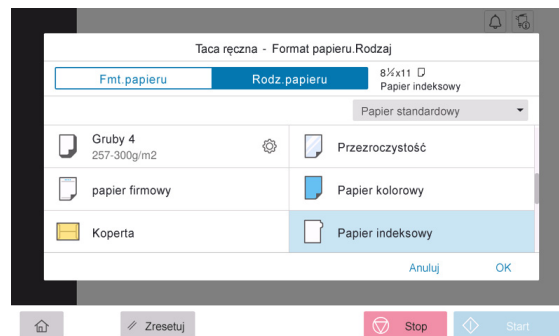 Taca ręczna - Format papieru.Rodzaj
Fmt.papieru
Rodz.papieru
8½x11
Papier indeksowy
Papier standardowy
Gruby 4
257-300g/m2
Przezroczystość
papier firmowy
Papier kolorowy
Koperta
Papier indeksowy
Anuluj
OK
Zresetuj
Stop
Start